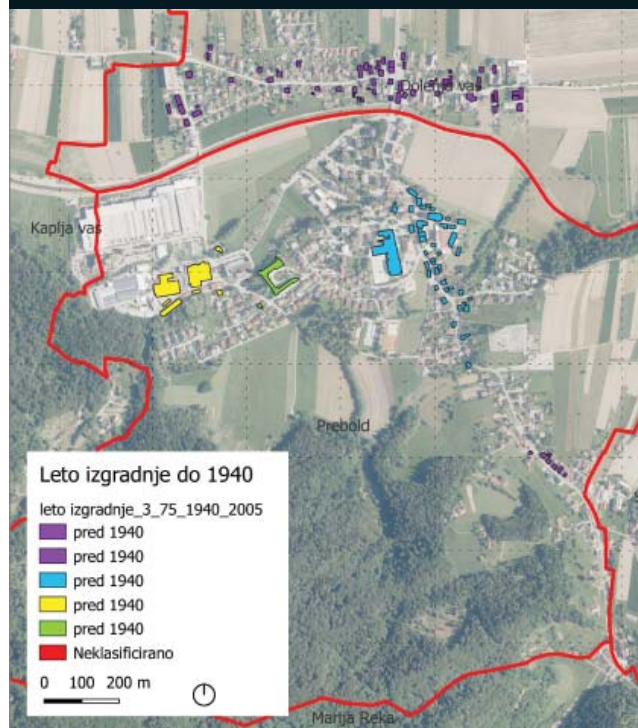 Dolenja vas
Kaplja vas
Prebold
Leto izgradnje do 1940
leto izgradnje_3_75_1940_2005
pred 1940
pred 1940
pred 1940
pred 1940
pred 1940
Neklasificirano
0 100 200 m
Marija Reka